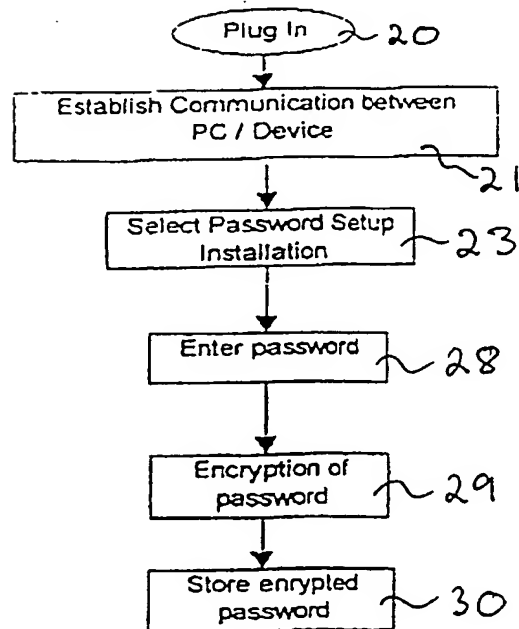 Plug In
20
Establish Communication between
PC / Device
21
Select Password Setup
Installation
23
Enter password
28
Encryption of
password
29
Store enrypted
password
30